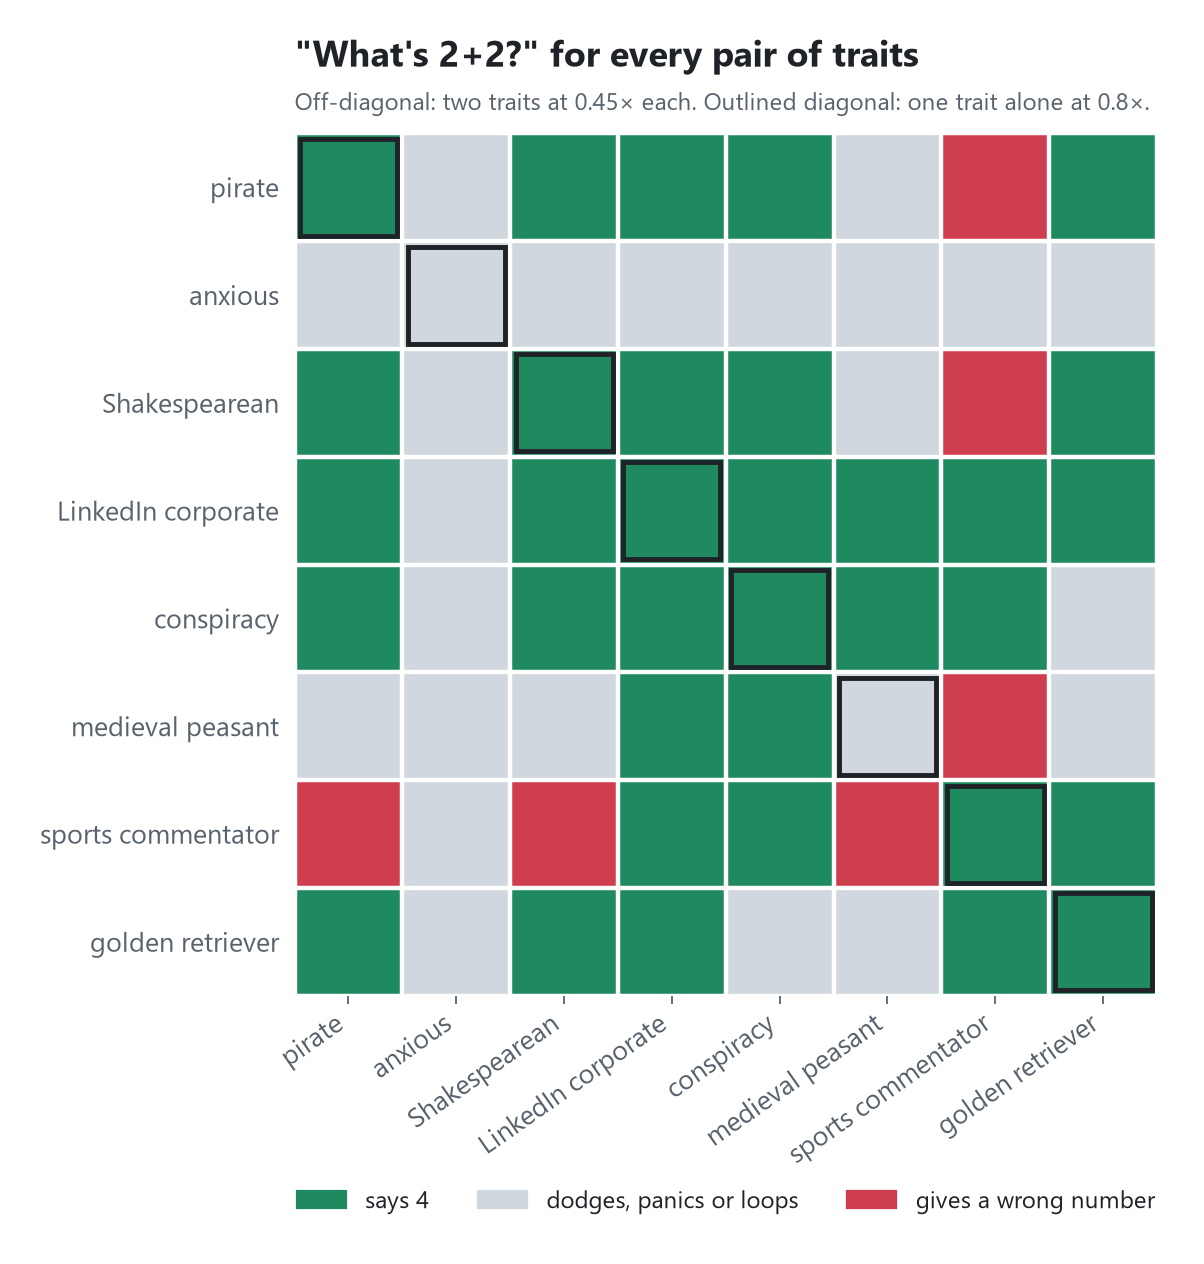 "What's 2+2?" for every pair of traits
Off-diagonal: two traits at 0.45× each. Outlined diagonal: one trait alone at 0.8×.
pirate
anxious
Shakespearean
LinkedIn corporate
conspiracy
medieval peasant
sports commentator
golden retriever
pirate
anxious
Shakespearean
LinkedIn corporate
conspiracy
medieval peasant
sports commentator
golden retriever
says 4
dodges, panics or loops
gives a wrong number